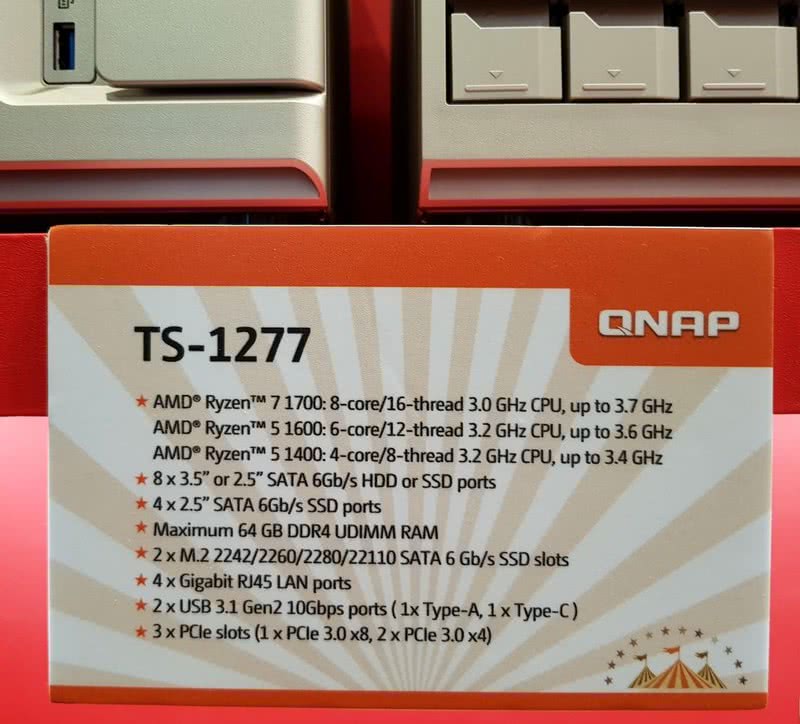 QNAP
TS-1277
★ AMD® Ryzen™ 7 1700: 8-core/16-thread 3.0 GHz CPU, up to 3.7 GHz
AMD® Ryzen™ 5 1600: 6-core/12-thread 3.2 GHz CPU, up to 3.6 GHz
AMD® Ryzen™ 5 1400: 4-core/8-thread 3.2 GHz CPU, up to 3.4 GHz
★ 8 x 3.5” or 2.5” SATA 6Gb/s HDD or SSD ports
★ 4 x 2.5” SATA 6Gb/s SSD ports
★ Maximum 64 GB DDR4 UDIMM RAM
★ 2 x M.2 2242/2260/2280/22110 SATA 6 Gb/s SSD slots
★ 4 x Gigabit RJ45 LAN ports
★ 2 x USB 3.1 Gen2 10Gbps ports ( 1x Type-A, 1 x Type-C )
★ 3 x PCIe slots (1 x PCIe 3.0 x8, 2 x PCIe 3.0 x4)